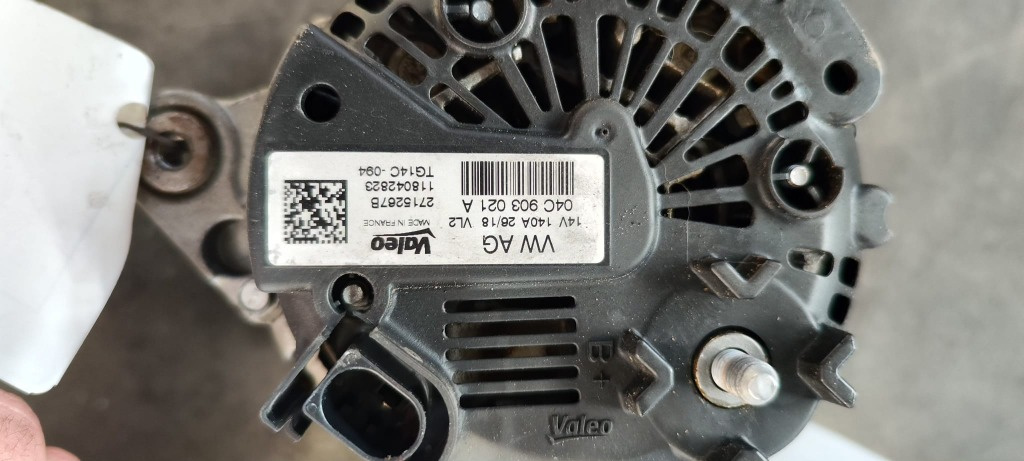 VW AG
Valeo
14V 140A 26/18 VL2
MADE IN FRANCE
04C 903 021 A
2715267B
118042823
TG14C -094
B+
Valeo